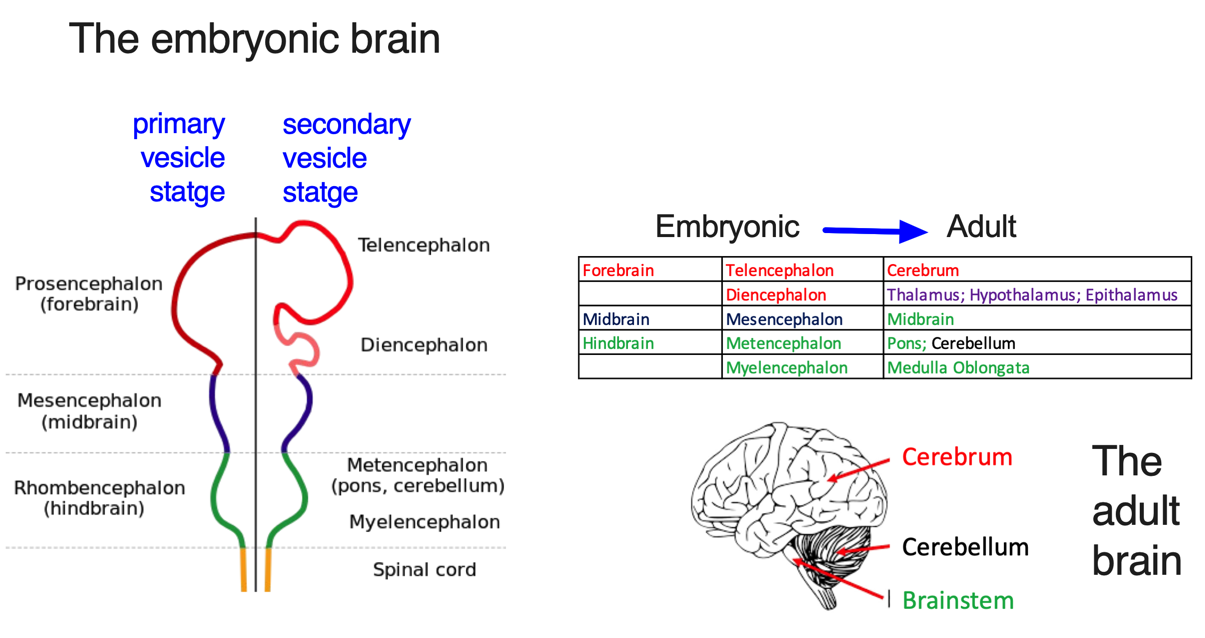 The embryonic brain
primary
vesicle
statge
secondary
vesicle
statge
Telencephalon
Prosencephalon
(forebrain)
Diencephalon
Mesencephalon
(midbrain)
Metencephalon
(pons, cerebellum)
Rhombencephalon
(hindbrain)
Myelencephalon
Spinal cord
Embryonic Adult
Forebrain Telencephalon Cerebrum
Diencephalon Thalamus; Hypothalamus; Epithalamus
Midbrain Mesencephalon Midbrain
Hindbrain Metencephalon Pons; Cerebellum
Myelencephalon Medulla Oblongata
Cerebrum
Cerebellum
Brainstem
The
adult
brain